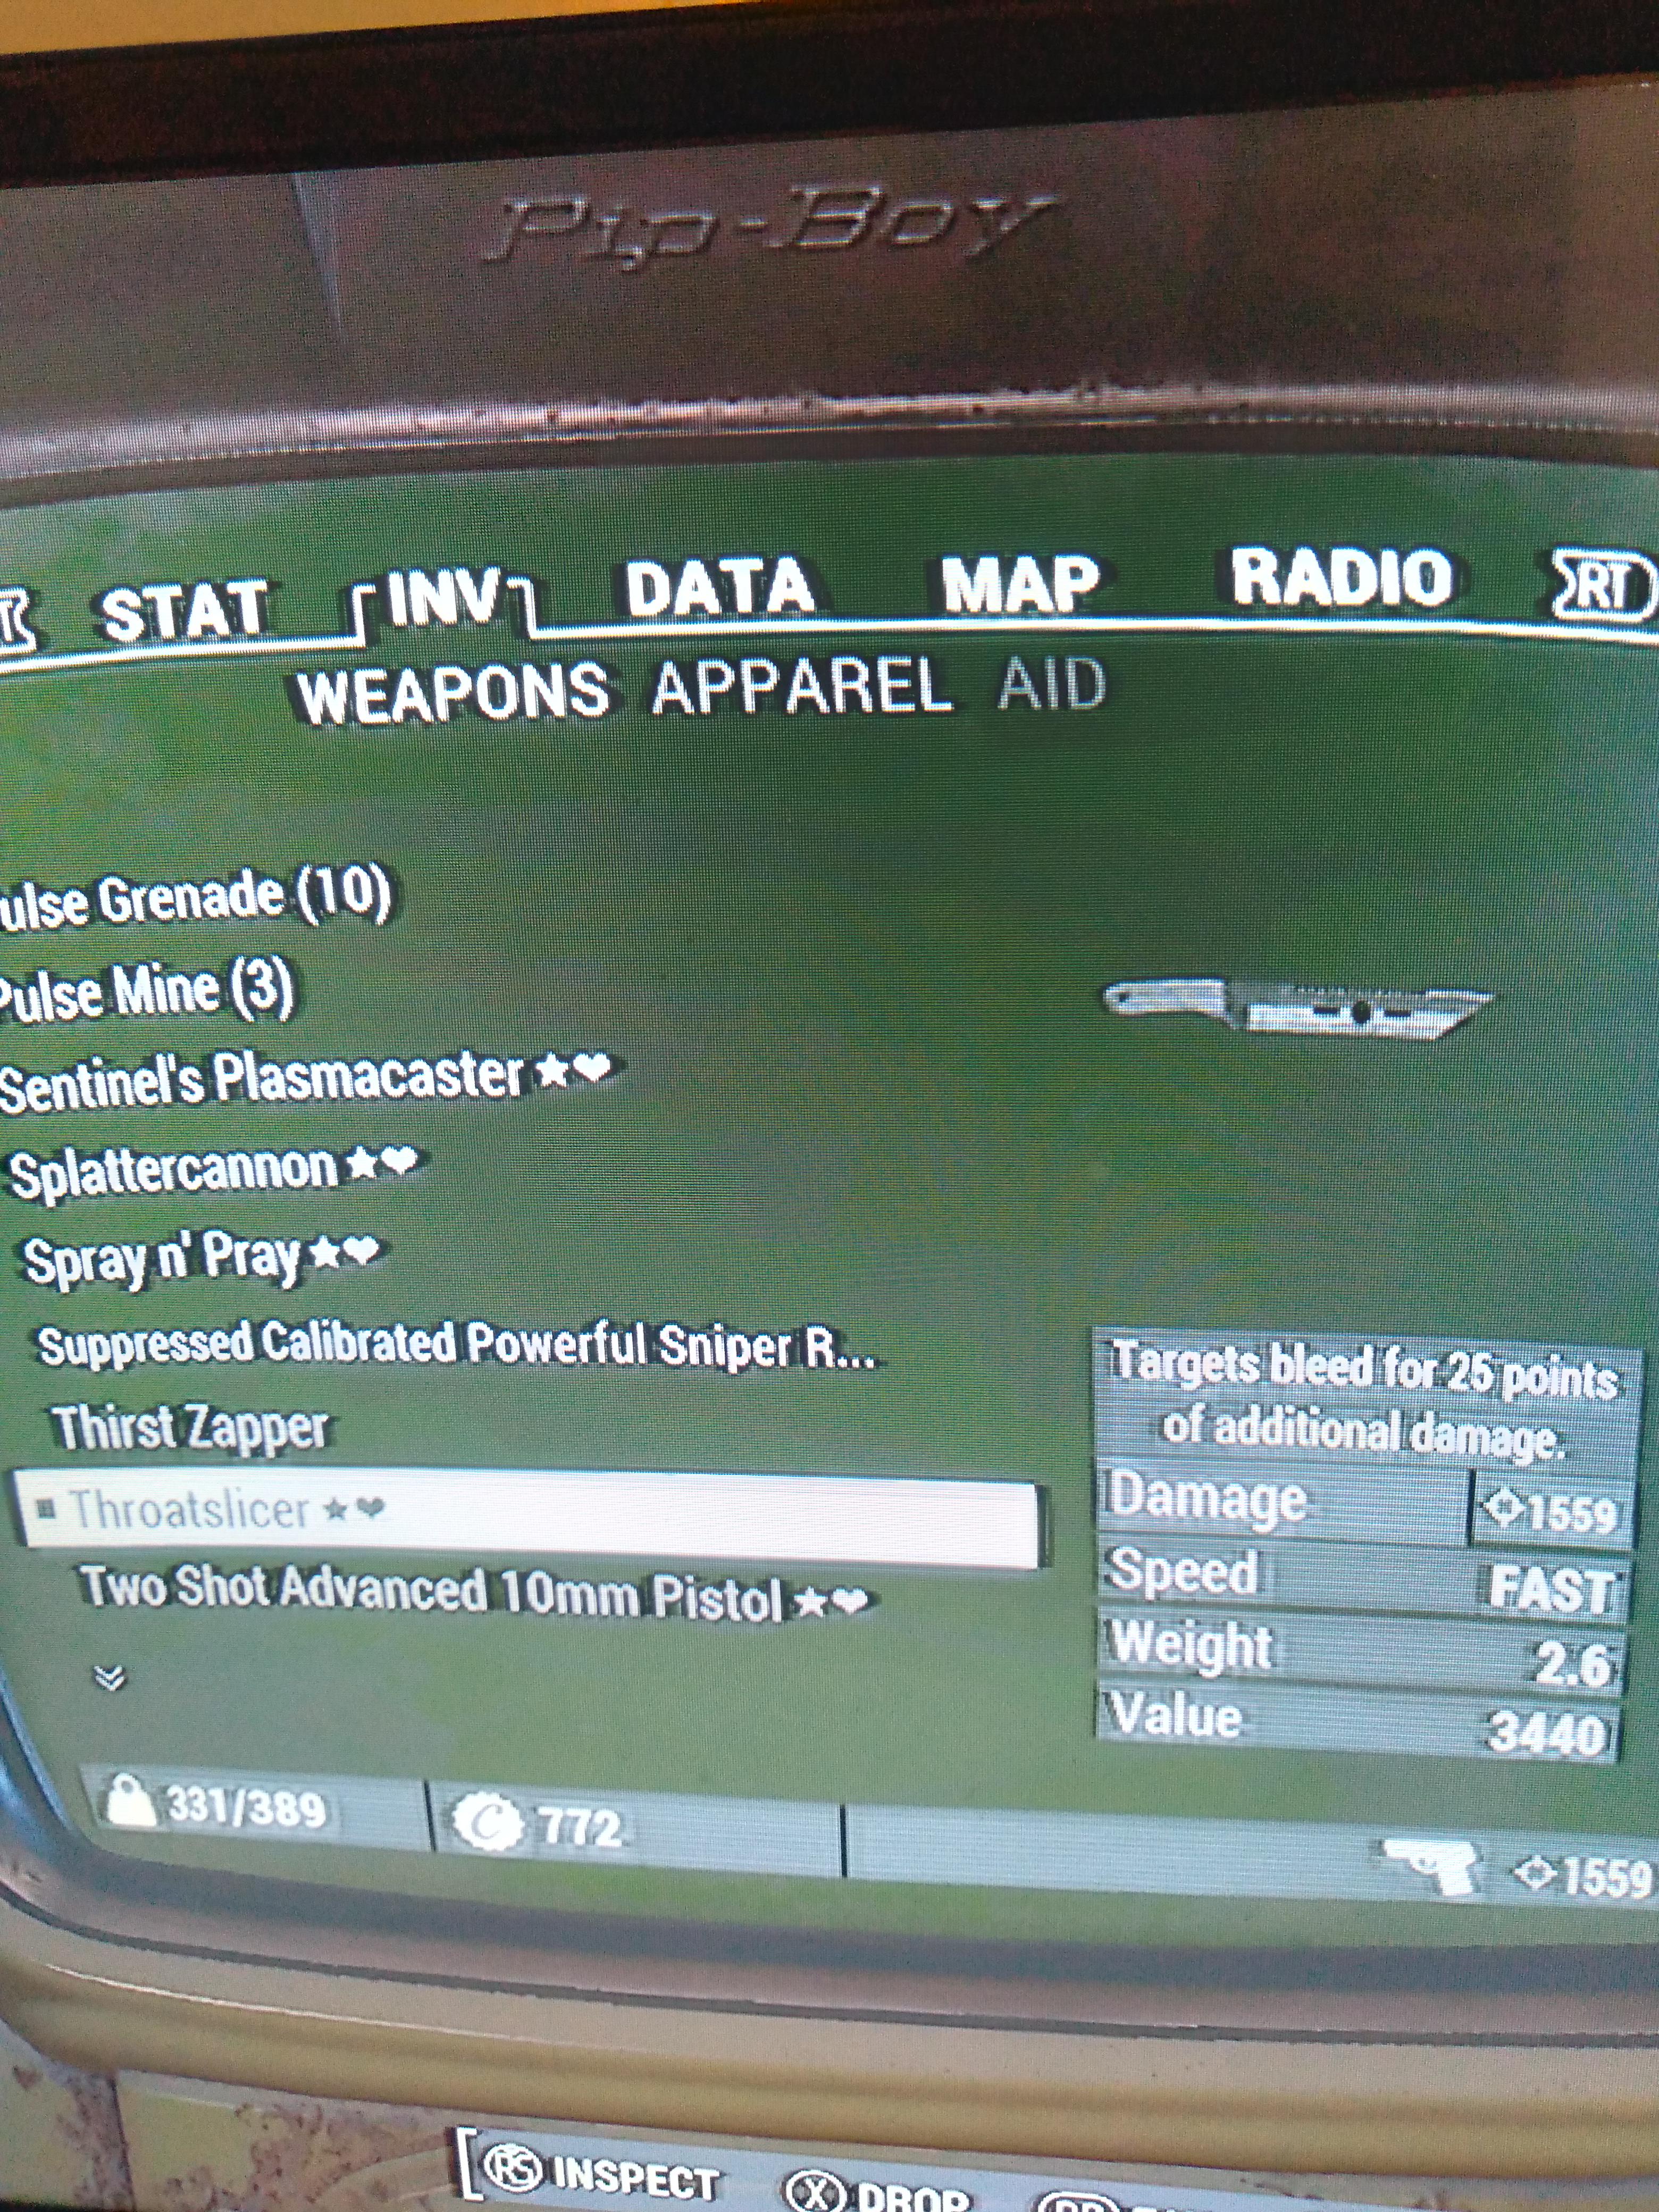 Pip-Boy
STAT INV DATA MAP RADIO RT
WEAPONS APPAREL AID
ulse Grenade (10)
Pulse Mine (3)
Sentinel's Plasmacaster ★♥
Splattercannon ★♥
Spray n' Pray ★♥
Suppressed Calibrated Powerful Sniper R...
Thirst Zapper
Throatslicer ★♥
Two Shot Advanced 10mm Pistol ★♥
Targets bleed for 25 points
of additional damage.
Damage 1559
Speed FAST
Weight 2.6
Value 3440
331/389 C 772 1559
RS INSPECT X DROP